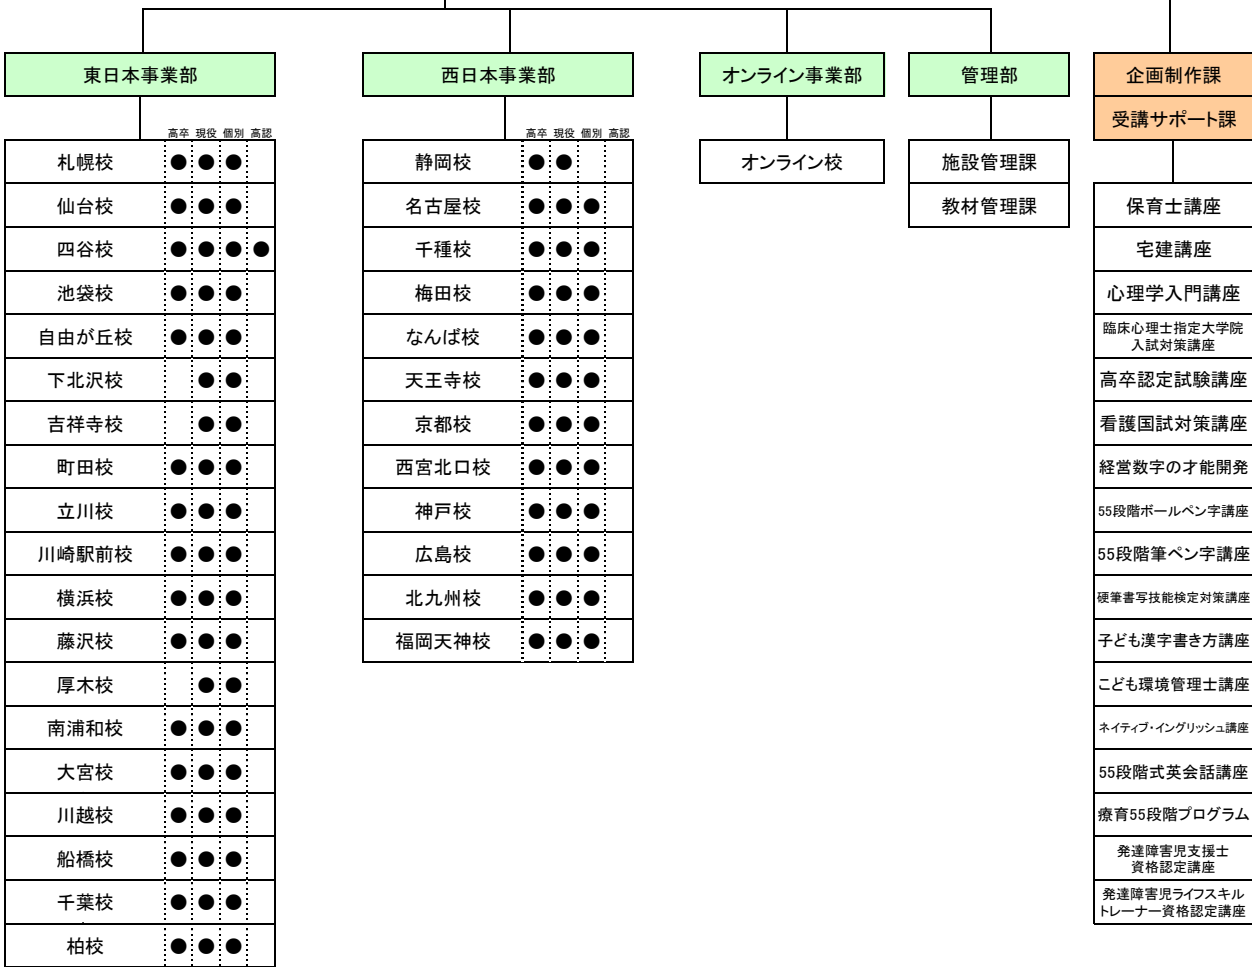 東日本事業部
高卒 現役 個別 高認
札幌校 ● ● ●
仙台校 ● ● ●
四谷校 ● ● ● ●
池袋校 ● ● ●
自由が丘校 ● ● ●
下北沢校 ● ●
吉祥寺校 ● ●
町田校 ● ● ●
立川校 ● ● ●
川崎駅前校 ● ● ●
横浜校 ● ● ●
藤沢校 ● ● ●
厚木校 ● ●
南浦和校 ● ● ●
大宮校 ● ● ●
川越校 ● ● ●
船橋校 ● ● ●
千葉校 ● ● ●
柏校 ● ● ●
西日本事業部
高卒 現役 個別 高認
静岡校 ● ●
名古屋校 ● ● ●
千種校 ● ● ●
梅田校 ● ● ●
なんば校 ● ● ●
天王寺校 ● ● ●
京都校 ● ● ●
西宮北口校 ● ● ●
神戸校 ● ● ●
広島校 ● ● ●
北九州校 ● ● ●
福岡天神校 ● ● ●
オンライン事業部
オンライン校
管理部
施設管理課
教材管理課
企画制作課
受講サポート課
保育士講座
宅建講座
心理学入門講座
臨床心理士指定大学院
入試対策講座
高卒認定試験講座
看護国試対策講座
経営数字の才能開発
55段階ボールペン字講座
55段階筆ペン字講座
硬筆書写技能検定対策講座
子ども漢字書き方講座
こども環境管理士講座
ネイティブ・イングリッシュ講座
55段階式英会話講座
療育55段階プログラム
発達障害児支援士
資格認定講座
発達障害児ライフスキル
トレーナー資格認定講座